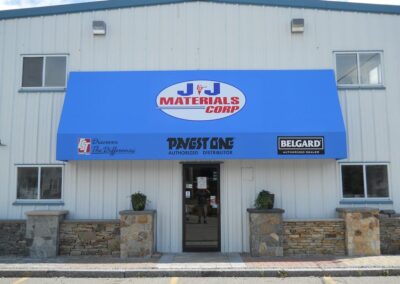 J J
MATERIALS
CORP
Discover
The Difference
PAVESTONE
AUTHORIZED DISTRIBUTOR
BELGARD
AUTHORIZED DEALER